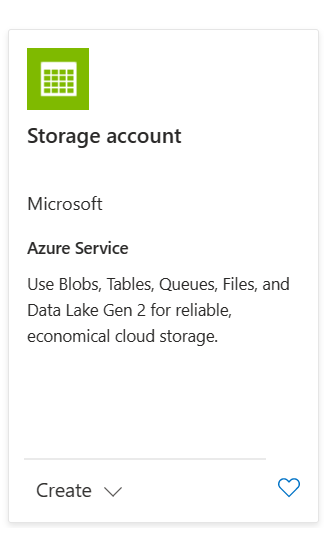 Storage account
Microsoft
Azure Service
Use Blobs, Tables, Queues, Files, and
Data Lake Gen 2 for reliable,
economical cloud storage.
Create